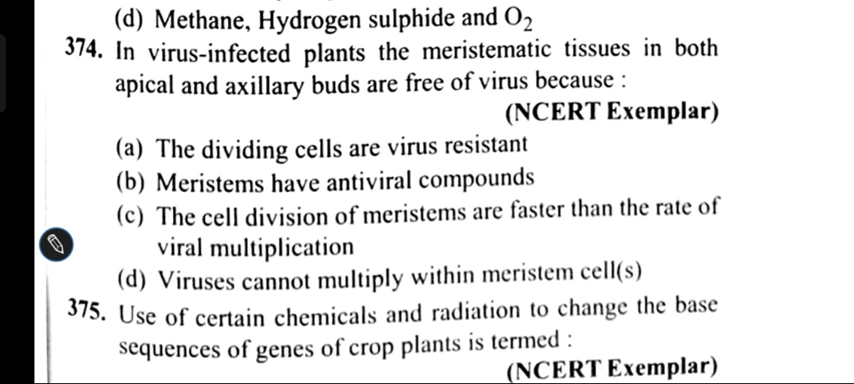 (d) Methane, Hydrogen sulphide and O₂
374. In virus-infected plants the meristematic tissues in both
apical and axillary buds are free of virus because :
(NCERT Exemplar)
(a) The dividing cells are virus resistant
(b) Meristems have antiviral compounds
(c) The cell division of meristems are faster than the rate of
viral multiplication
(d) Viruses cannot multiply within meristem cell(s)
375. Use of certain chemicals and radiation to change the base
sequences of genes of crop plants is termed :
(NCERT Exemplar)